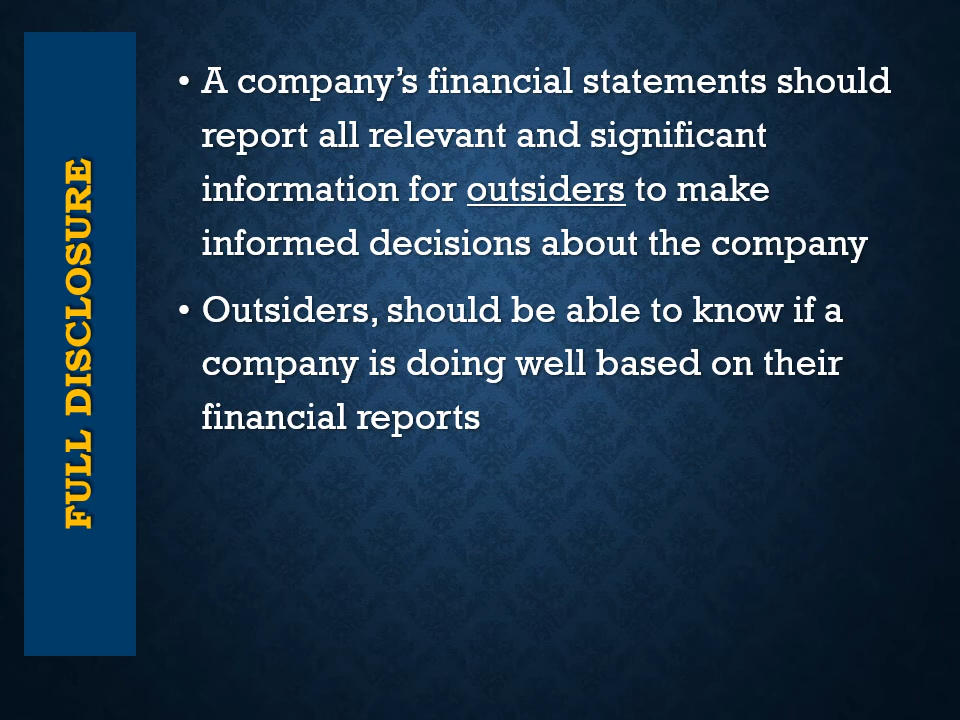 FULL DISCLOSURE
• A company’s financial statements should
report all relevant and significant
information for outsiders to make
informed decisions about the company
• Outsiders, should be able to know if a
company is doing well based on their
financial reports